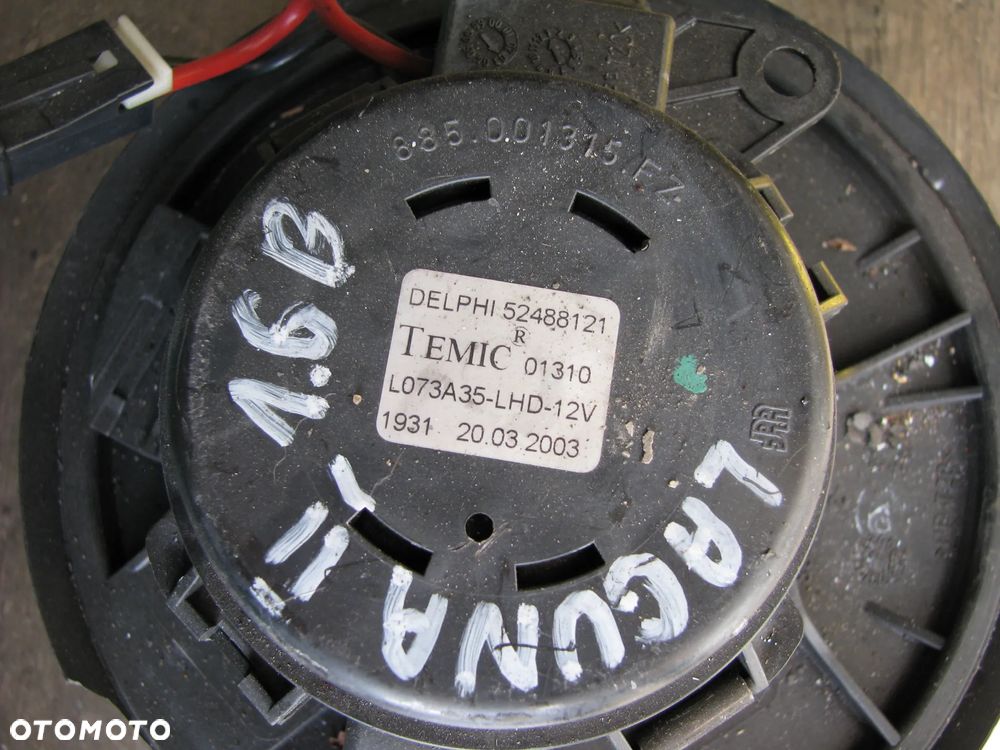 885.001315.EZ
DELPHI 52488121
TEMIC ® 01310
L073A35-LHD-12V
1931 20.03.2003
1.6B
LAGUNA II
OTOMOTO